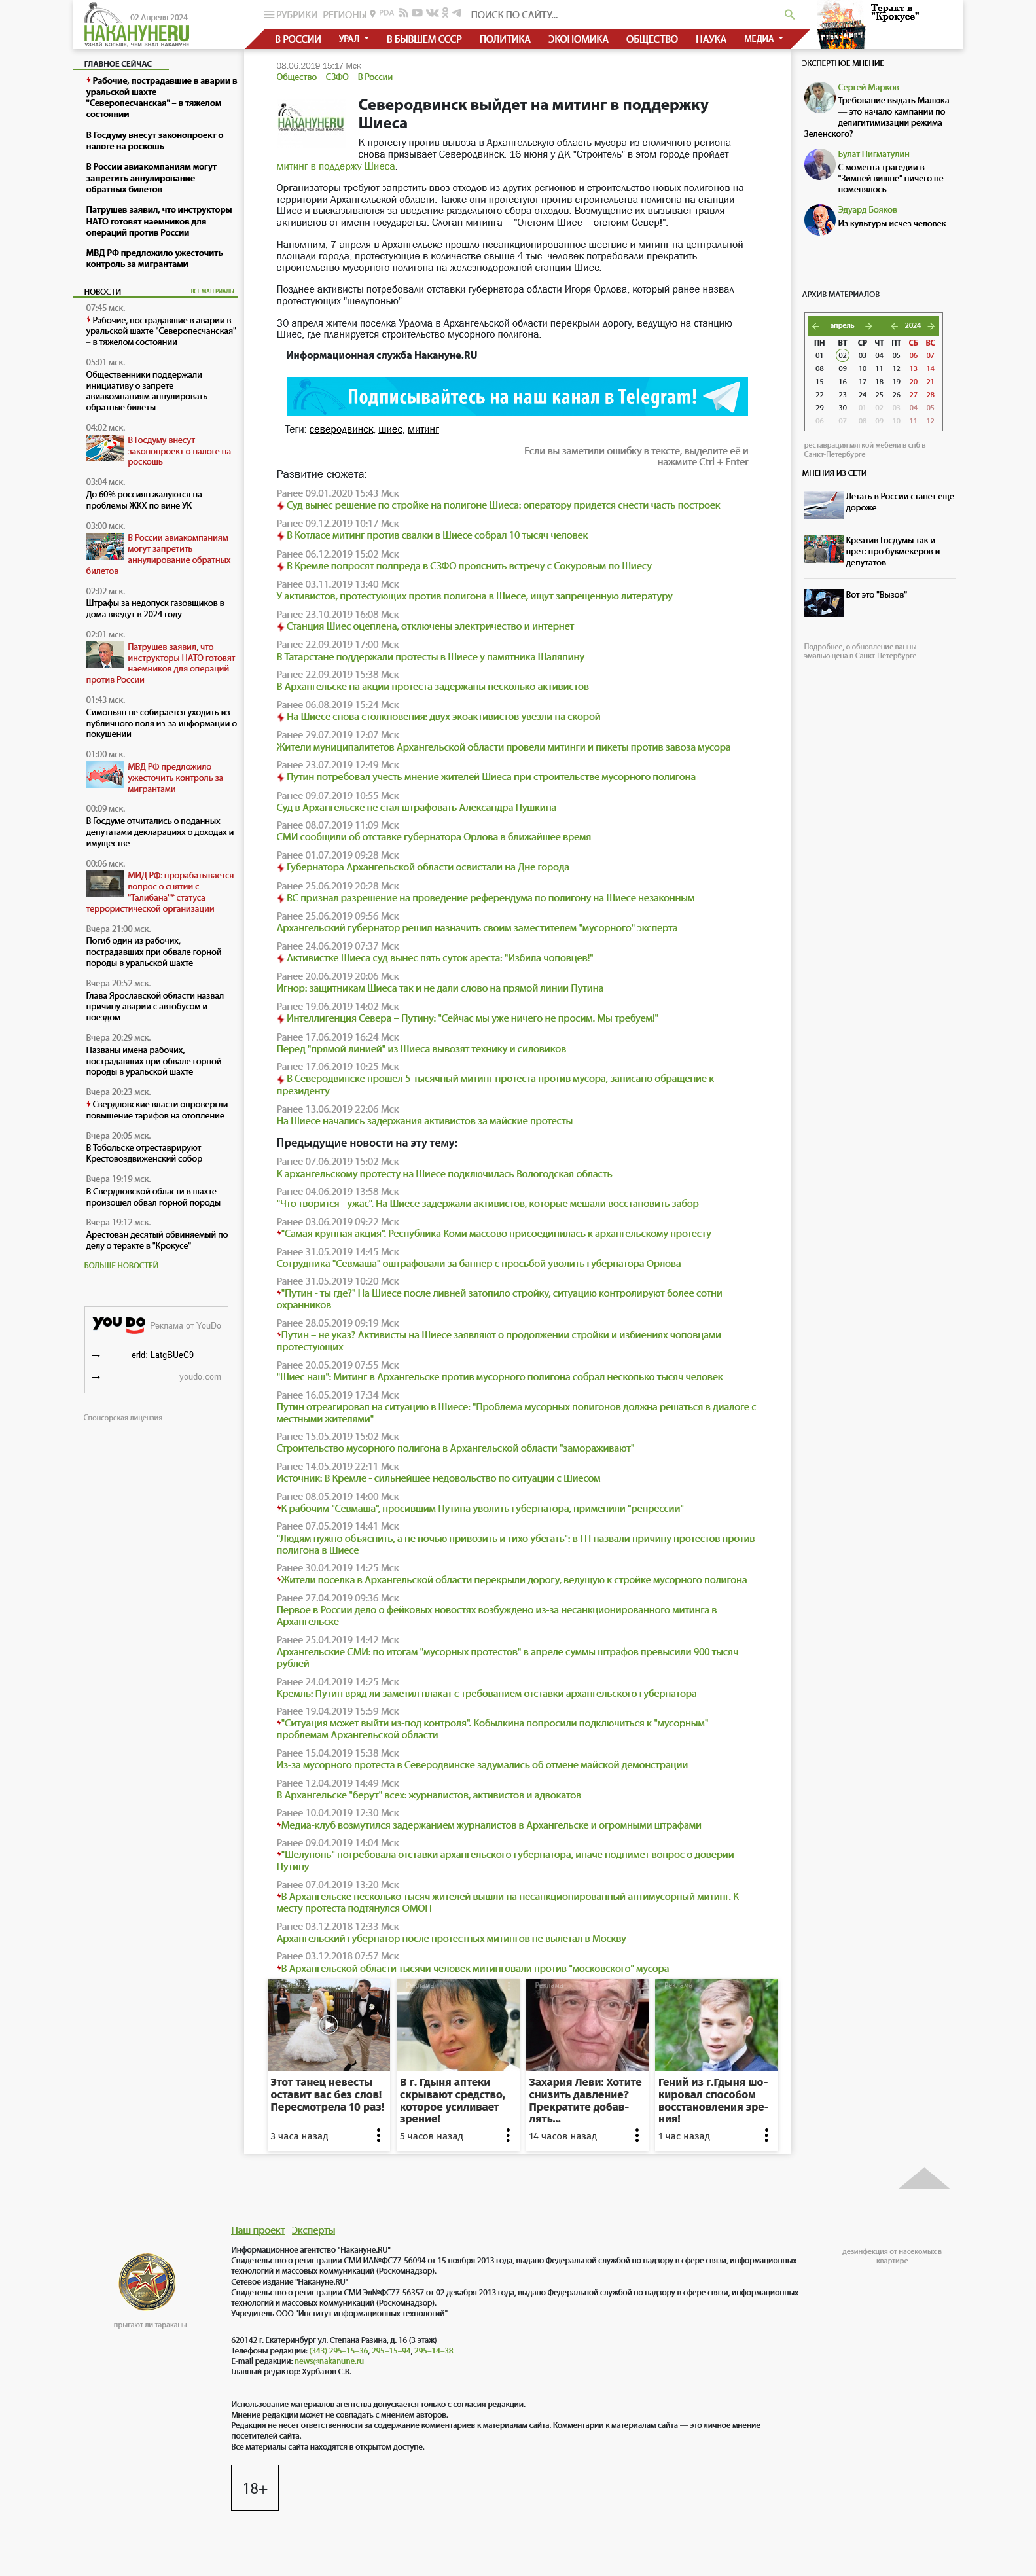 02 Апреля 2024
НАКАНУНЕ.RU
УЗНАЙ БОЛЬШЕ, ЧЕМ ЗНАЕТ НАКАНУНЕ
РУБРИКИ РЕГИОНЫ PDA ПОИСК ПО САЙТУ...
В РОССИИ УРАЛ В БЫВШЕМ СССР ПОЛИТИКА ЭКОНОМИКА ОБЩЕСТВО НАУКА МЕДИА
Теракт в
"Крокусе"
ГЛАВНОЕ СЕЙЧАС
Рабочие, пострадавшие в аварии в
уральской шахте
"Северопесчанская" – в тяжелом
состоянии
В Госдуму внесут законопроект о
налоге на роскошь
В России авиакомпаниям могут
запретить аннулирование
обратных билетов
Патрушев заявил, что инструкторы
НАТО готовят наемников для
операций против России
МВД РФ предложило ужесточить
контроль за мигрантами
НОВОСТИ ВСЕ МАТЕРИАЛЫ
07:45 мск.
Рабочие, пострадавшие в аварии в
уральской шахте "Северопесчанская"
– в тяжелом состоянии
05:01 мск.
Общественники поддержали
инициативу о запрете
авиакомпаниям аннулировать
обратные билеты
04:02 мск.
В Госдуму внесут
законопроект о налоге на
роскошь
03:04 мск.
До 60% россиян жалуются на
проблемы ЖКХ по вине УК
03:00 мск.
В России авиакомпаниям
могут запретить
аннулирование обратных
билетов
02:02 мск.
Штрафы за недопуск газовщиков в
дома введут в 2024 году
02:01 мск.
Патрушев заявил, что
инструкторы НАТО готовят
наемников для операций
против России
01:43 мск.
Симоньян не собирается уходить из
публичного поля из-за информации о
покушении
01:00 мск.
МВД РФ предложило
ужесточить контроль за
мигрантами
00:09 мск.
В Госдуме отчитались о поданных
депутатами декларациях о доходах и
имуществе
00:06 мск.
МИД РФ: прорабатывается
вопрос о снятии с
"Талибана"* статуса
террористической организации
Вчера 21:00 мск.
Погиб один из рабочих,
пострадавших при обвале горной
породы в уральской шахте
Вчера 20:52 мск.
Глава Ярославской области назвал
причину аварии с автобусом и
поездом
Вчера 20:29 мск.
Названы имена рабочих,
пострадавших при обвале горной
породы в уральской шахте
Вчера 20:23 мск.
Свердловские власти опровергли
повышение тарифов на отопление
Вчера 20:05 мск.
В Тобольске отреставрируют
Крестовоздвиженский собор
Вчера 19:19 мск.
В Свердловской области в шахте
произошел обвал горной породы
Вчера 19:12 мск.
Арестован десятый обвиняемый по
делу о теракте в "Крокусе"
БОЛЬШЕ НОВОСТЕЙ
YOU DO Реклама от YouDo
→ erid: LatgBUeC9
→ youdo.com
Спонсорская лицензия
08.06.2019 15:17 Мск
Общество СЗФО В России
НАКАНУНЕ.RU
УЗНАЙ БОЛЬШЕ, ЧЕМ ЗНАЕТ НАКАНУНЕ
Северодвинск выйдет на митинг в поддержку
Шиеса
К протесту против вывоза в Архангельскую область мусора из столичного региона
снова призывает Северодвинск. 16 июня у ДК "Строитель" в этом городе пройдет
митинг в поддержу Шиеса.
Организаторы требуют запретить ввоз отходов из других регионов и строительство новых полигонов на
территории Архангельской области. Также они протестуют против строительства полигона на станции
Шиес и высказываются за введение раздельного сбора отходов. Возмущение их вызывает травля
активистов от имени государства. Слоган митинга – "Отстоим Шиес – отстоим Север!".
Напомним, 7 апреля в Архангельске прошло несанкционированное шествие и митинг на центральной
площади города, протестующие в количестве свыше 4 тыс. человек потребовали прекратить
строительство мусорного полигона на железнодорожной станции Шиес.
Позднее активисты потребовали отставки губернатора области Игоря Орлова, который ранее назвал
протестующих "шелупонью".
30 апреля жители поселка Урдома в Архангельской области перекрыли дорогу, ведущую на станцию
Шиес, где планируется строительство мусорного полигона.
Информационная служба Накануне.RU
Подписывайтесь на наш канал в Telegram!
Теги: северодвинск, шиес, митинг
Если вы заметили ошибку в тексте, выделите её и
нажмите Ctrl + Enter
Развитие сюжета:
Ранее 09.01.2020 15:43 Мск
Суд вынес решение по стройке на полигоне Шиеса: оператору придется снести часть построек
Ранее 09.12.2019 10:17 Мск
В Котласе митинг против свалки в Шиесе собрал 10 тысяч человек
Ранее 06.12.2019 15:02 Мск
В Кремле попросят полпреда в СЗФО прояснить встречу с Сокуровым по Шиесу
Ранее 03.11.2019 13:40 Мск
У активистов, протестующих против полигона в Шиесе, ищут запрещенную литературу
Ранее 23.10.2019 16:08 Мск
Станция Шиес оцеплена, отключены электричество и интернет
Ранее 22.09.2019 17:00 Мск
В Татарстане поддержали протесты в Шиесе у памятника Шаляпину
Ранее 22.09.2019 15:38 Мск
В Архангельске на акции протеста задержаны несколько активистов
Ранее 06.08.2019 15:24 Мск
На Шиесе снова столкновения: двух экоактивистов увезли на скорой
Ранее 29.07.2019 12:07 Мск
Жители муниципалитетов Архангельской области провели митинги и пикеты против завоза мусора
Ранее 23.07.2019 12:49 Мск
Путин потребовал учесть мнение жителей Шиеса при строительстве мусорного полигона
Ранее 09.07.2019 10:55 Мск
Суд в Архангельске не стал штрафовать Александра Пушкина
Ранее 08.07.2019 11:09 Мск
СМИ сообщили об отставке губернатора Орлова в ближайшее время
Ранее 01.07.2019 09:28 Мск
Губернатора Архангельской области освистали на Дне города
Ранее 25.06.2019 20:28 Мск
ВС признал разрешение на проведение референдума по полигону на Шиесе незаконным
Ранее 25.06.2019 09:56 Мск
Архангельский губернатор решил назначить своим заместителем "мусорного" эксперта
Ранее 24.06.2019 07:37 Мск
Активистке Шиеса суд вынес пять суток ареста: "Избила чоповцев!"
Ранее 20.06.2019 20:06 Мск
Игнор: защитникам Шиеса так и не дали слово на прямой линии Путина
Ранее 19.06.2019 14:02 Мск
Интеллигенция Севера – Путину: "Сейчас мы уже ничего не просим. Мы требуем!"
Ранее 17.06.2019 16:24 Мск
Перед "прямой линией" из Шиеса вывозят технику и силовиков
Ранее 17.06.2019 10:25 Мск
В Северодвинске прошел 5-тысячный митинг протеста против мусора, записано обращение к
президенту
Ранее 13.06.2019 22:06 Мск
На Шиесе начались задержания активистов за майские протесты
Предыдущие новости на эту тему:
Ранее 07.06.2019 15:02 Мск
К архангельскому протесту на Шиесе подключилась Вологодская область
Ранее 04.06.2019 13:58 Мск
"Что творится - ужас". На Шиесе задержали активистов, которые мешали восстановить забор
Ранее 03.06.2019 09:22 Мск
"Самая крупная акция". Республика Коми массово присоединилась к архангельскому протесту
Ранее 31.05.2019 14:45 Мск
Сотрудника "Севмаша" оштрафовали за баннер с просьбой уволить губернатора Орлова
Ранее 31.05.2019 10:20 Мск
"Путин - ты где?" На Шиесе после ливней затопило стройку, ситуацию контролируют более сотни
охранников
Ранее 28.05.2019 09:19 Мск
Путин – не указ? Активисты на Шиесе заявляют о продолжении стройки и избиениях чоповцами
протестующих
Ранее 20.05.2019 07:55 Мск
"Шиес наш": Митинг в Архангельске против мусорного полигона собрал несколько тысяч человек
Ранее 16.05.2019 17:34 Мск
Путин отреагировал на ситуацию в Шиесе: "Проблема мусорных полигонов должна решаться в диалоге с
местными жителями"
Ранее 15.05.2019 15:02 Мск
Строительство мусорного полигона в Архангельской области "замораживают"
Ранее 14.05.2019 22:11 Мск
Источник: В Кремле - сильнейшее недовольство по ситуации с Шиесом
Ранее 08.05.2019 14:00 Мск
К рабочим "Севмаша", просившим Путина уволить губернатора, применили "репрессии"
Ранее 07.05.2019 14:41 Мск
"Людям нужно объяснить, а не ночью привозить и тихо убегать": в ГП назвали причину протестов против
полигона в Шиесе
Ранее 30.04.2019 14:25 Мск
Жители поселка в Архангельской области перекрыли дорогу, ведущую к стройке мусорного полигона
Ранее 27.04.2019 09:36 Мск
Первое в России дело о фейковых новостях возбуждено из-за несанкционированного митинга в
Архангельске
Ранее 25.04.2019 14:42 Мск
Архангельские СМИ: по итогам "мусорных протестов" в апреле суммы штрафов превысили 900 тысяч
рублей
Ранее 24.04.2019 14:25 Мск
Кремль: Путин вряд ли заметил плакат с требованием отставки архангельского губернатора
Ранее 19.04.2019 15:59 Мск
"Ситуация может выйти из-под контроля". Кобылкина попросили подключиться к "мусорным"
проблемам Архангельской области
Ранее 15.04.2019 15:38 Мск
Из-за мусорного протеста в Северодвинске задумались об отмене майской демонстрации
Ранее 12.04.2019 14:49 Мск
В Архангельске "берут" всех: журналистов, активистов и адвокатов
Ранее 10.04.2019 12:30 Мск
Медиа-клуб возмутился задержанием журналистов в Архангельске и огромными штрафами
Ранее 09.04.2019 14:04 Мск
"Шелупонь" потребовала отставки архангельского губернатора, иначе поднимет вопрос о доверии
Путину
Ранее 07.04.2019 13:20 Мск
В Архангельске несколько тысяч жителей вышли на несанкционированный антимусорный митинг. К
месту протеста подтянулся ОМОН
Ранее 03.12.2018 12:33 Мск
Архангельский губернатор после протестных митингов не вылетал в Москву
Ранее 03.12.2018 07:57 Мск
В Архангельской области тысячи человек митинговали против "московского" мусора
Этот танец невесты
оставит вас без слов!
Пересмотрела 10 раз!
3 часа назад
В г. Гдыня аптеки
скрывают средство,
которое усиливает
зрение!
5 часов назад
Захария Леви: Хотите
снизить давление?
Прекратите добав-
лять...
14 часов назад
Гений из г.Гдыня шо-
кировал способом
восстановления зре-
ния!
1 час назад
ЭКСПЕРТНОЕ МНЕНИЕ
Сергей Марков
Требование выдать Малюка
— это начало кампании по
делигитимизации режима
Зеленского?
Булат Нигматулин
С момента трагедии в
"Зимней вишне" ничего не
поменялось
Эдуард Бояков
Из культуры исчез человек
АРХИВ МАТЕРИАЛОВ
апрель 2024
ПН ВТ СР ЧТ ПТ СБ ВС
01 02 03 04 05 06 07
08 09 10 11 12 13 14
15 16 17 18 19 20 21
22 23 24 25 26 27 28
29 30 01 02 03 04 05
06 07 08 09 10 11 12
реставрация мягкой мебели в спб в
Санкт-Петербурге
МНЕНИЯ ИЗ СЕТИ
Летать в России станет еще
дороже
Креатив Госдумы так и
прет: про букмекеров и
депутатов
Вот это "Вызов"
Подробнее, о обновление ванны
эмалью цена в Санкт-Петербурге
Наш проект Эксперты
Информационное агентство "Накануне.RU"
Свидетельство о регистрации СМИ ИА№ФС77-56094 от 15 ноября 2013 года, выдано Федеральной службой по надзору в сфере связи, информационных
технологий и массовых коммуникаций (Роскомнадзор).
Сетевое издание "Накануне.RU"
Свидетельство о регистрации СМИ Эл№ФС77-56357 от 02 декабря 2013 года, выдано Федеральной службой по надзору в сфере связи, информационных
технологий и массовых коммуникаций (Роскомнадзор).
Учредитель ООО "Институт информационных технологий"
620142 г. Екатеринбург ул. Степана Разина, д. 16 (3 этаж)
Телефоны редакции: (343) 295–15–36, 295–15–94, 295–14–38
E-mail редакции: news@nakanune.ru
Главный редактор: Хурбатов С.В.
Использование материалов агентства допускается только с согласия редакции.
Мнение редакции может не совпадать с мнением авторов.
Редакция не несет ответственности за содержание комментариев к материалам сайта. Комментарии к материалам сайта — это личное мнение
посетителей сайта.
Все материалы сайта находятся в открытом доступе.
18+
прыгают ли тараканы
дезинфекция от насекомых в
квартире